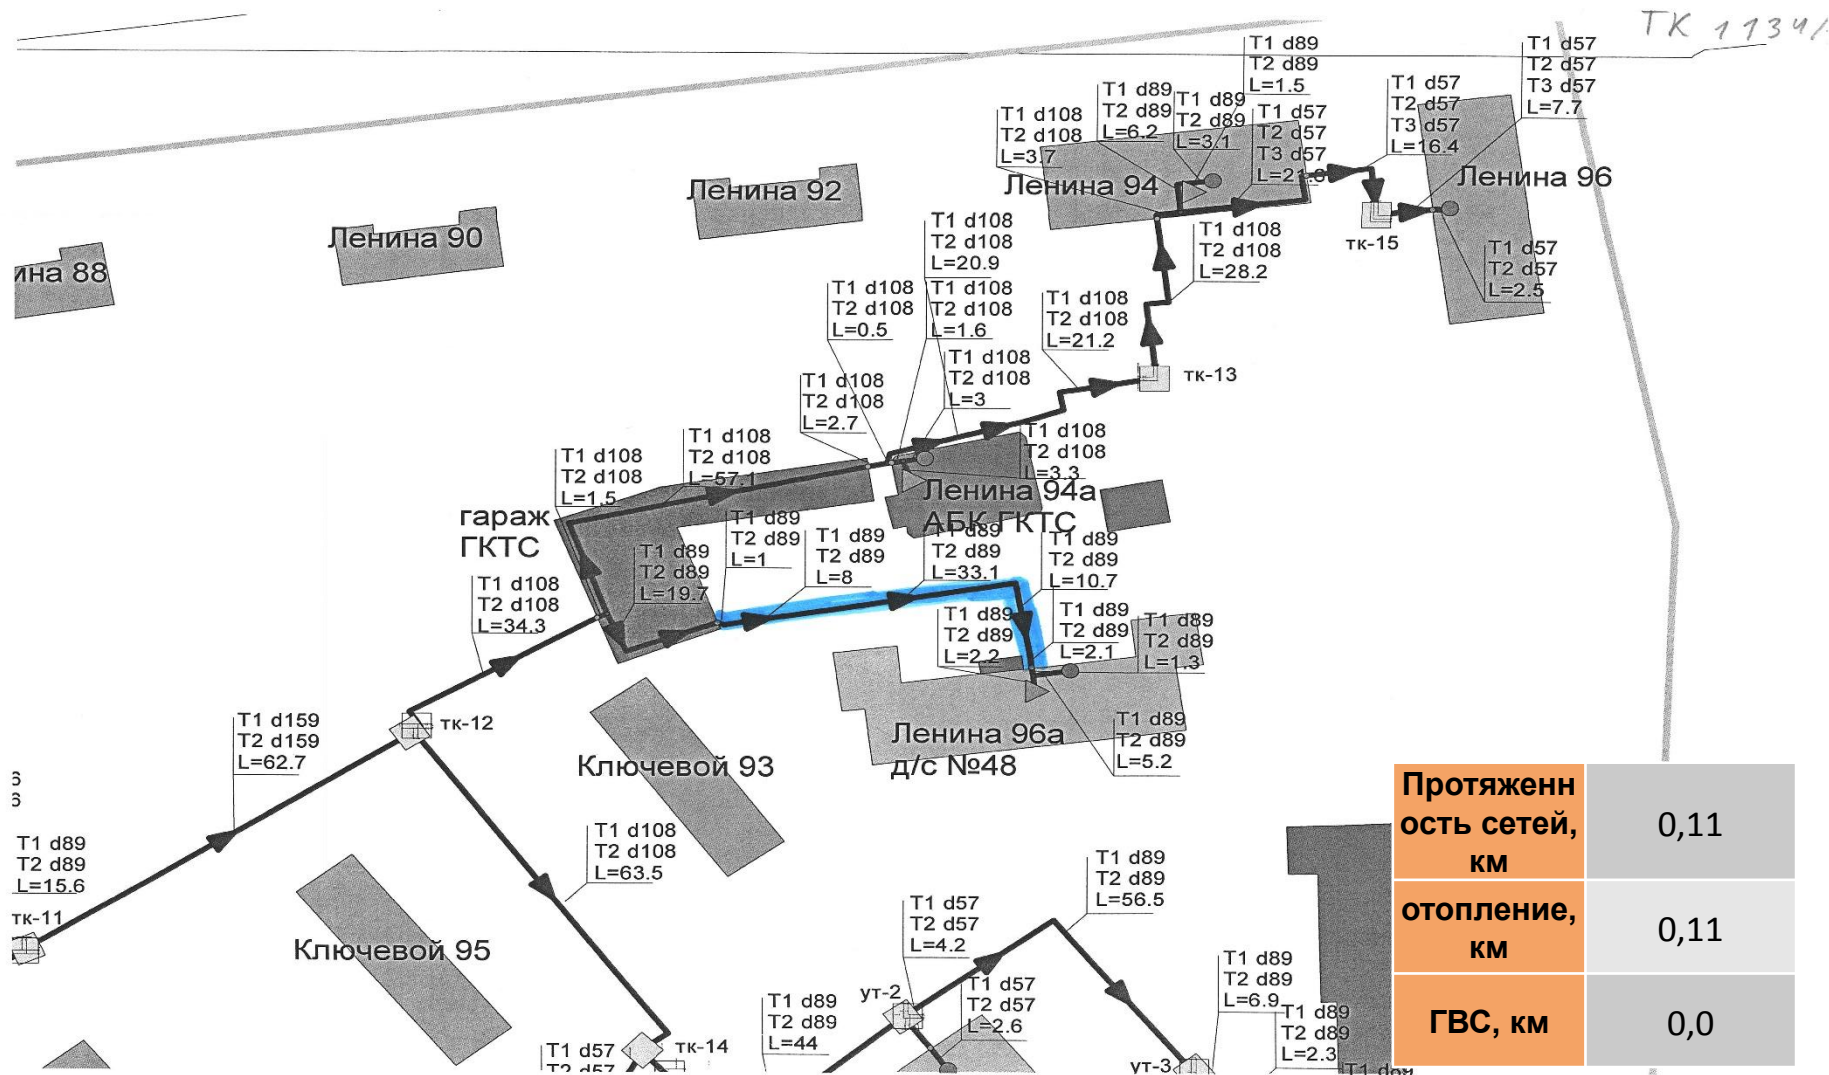 ТК 1134/
T1 d89
T2 d89
L=1.5
T1 d57
T2 d57
T3 d57
L=7.7
T1 d57
T2 d57
T3 d57
L=16.4
T1 d89
T2 d89
L=6.2
T1 d89
T2 d89
L=3.1
T1 d108
T2 d108
L=3.7
T1 d57
T2 d57
T3 d57
Ленина 94
Ленина 96
Ленина 92
Ленина 90
ина 88
тк-15
T1 d57
T2 d57
L=2.5
T1 d108
T2 d108
L=20.9
T1 d108
T2 d108
L=28.2
T1 d108
T2 d108
L=0.5
T1 d108
T2 d108
L=1.6
T1 d108
T2 d108
L=21.2
тк-13
T1 d108
T2 d108
L=3
T1 d108
T2 d108
L=2.7
T1 d108
T2 d108
L=57.1
T1 d108
T2 d108
L=1.5
T1 d108
T2 d108
L=3.3
Ленина 94а
АБК ГКТС
гараж
ГКТС
T1 d89
T2 d89
L=1
T1 d89
T2 d89
L=8
T1 d89
T2 d89
L=33.1
T1 d89
T2 d89
L=10.7
T1 d89
T2 d89
L=19.7
T1 d108
T2 d108
L=34.3
T1 d89
T2 d89
L=2.2
T1 d89
T2 d89
L=2.1
T1 d89
T2 d89
L=1.3
T1 d89
T2 d89
L=5.2
Ленина 96а
д/с №48
тк-12
T1 d159
T2 d159
L=62.7
Ключевой 93
6
6
T1 d89
T2 d89
L=15.6
тк-11
T1 d108
T2 d108
L=63.5
Ключевой 95
T1 d89
T2 d89
L=56.5
T1 d57
T2 d57
L=4.2
ут-2
T1 d57
T2 d57
L=2.6
T1 d89
T2 d89
L=44
T1 d57
T2 d57
тк-14
T1 d89
T2 d89
L=6.9
T1 d89
T2 d89
L=2.3
T1 d89
ут-3
Протяженн
ость сетей,
км
0,11
отопление,
км
0,11
ГВС, км
0,0